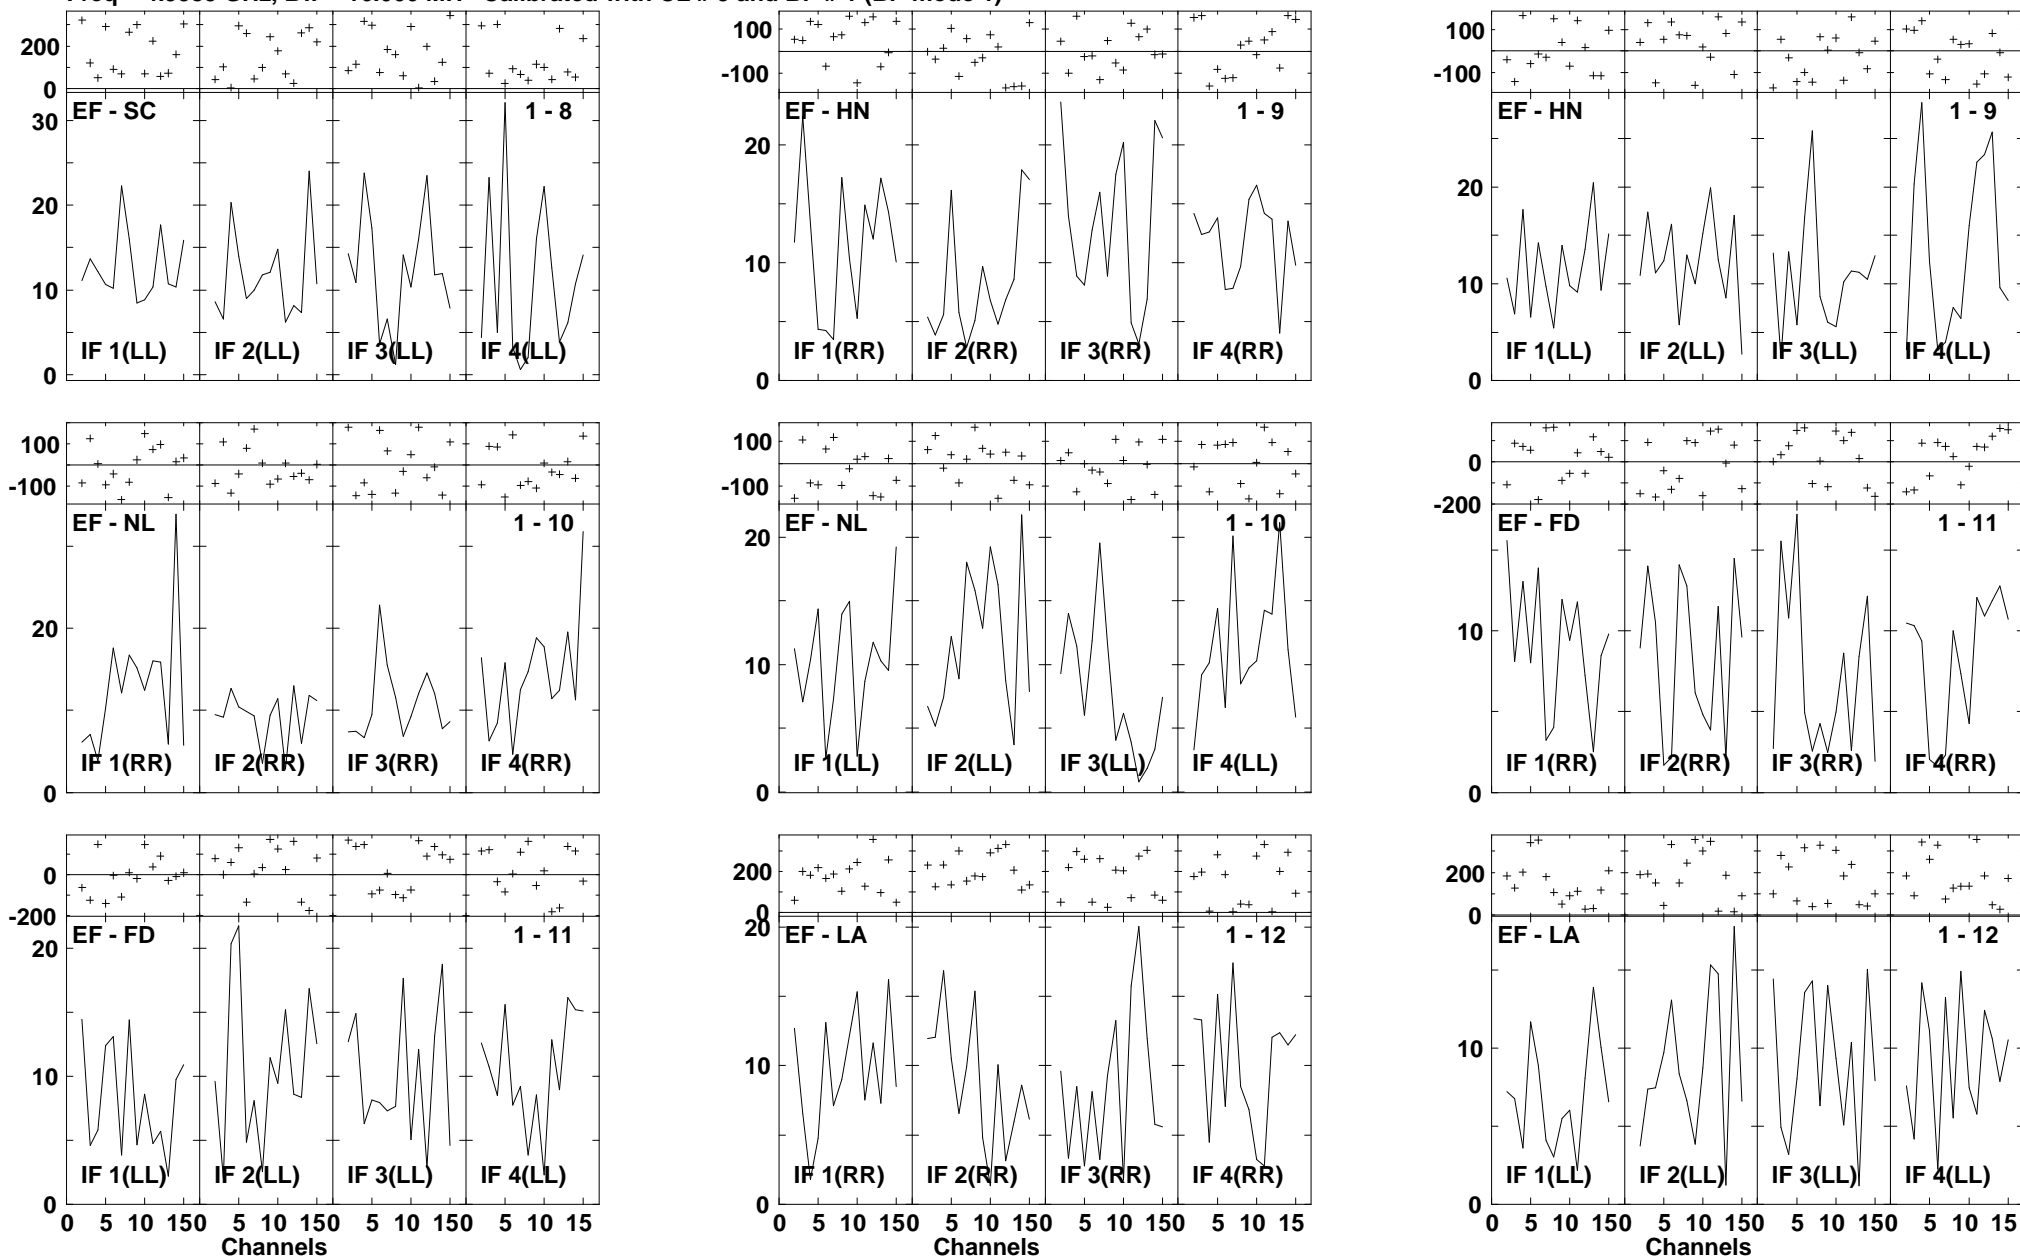 200
0
30
20
10
0
EF - SC
1 - 8
IF 1(LL)
IF 2(LL)
IF 3(LL)
IF 4(LL)
100
-100
20
10
0
EF - HN
1 - 9
IF 1(RR)
IF 2(RR)
IF 3(RR)
IF 4(RR)
100
-100
20
10
0
EF - HN
1 - 9
IF 1(LL)
IF 2(LL)
IF 3(LL)
IF 4(LL)
100
-100
20
0
EF - NL
1 - 10
IF 1(RR)
IF 2(RR)
IF 3(RR)
IF 4(RR)
100
-100
20
10
0
EF - NL
1 - 10
IF 1(LL)
IF 2(LL)
IF 3(LL)
IF 4(LL)
0
-200
10
0
EF - FD
1 - 11
IF 1(RR)
IF 2(RR)
IF 3(RR)
IF 4(RR)
0
-200
20
10
0
EF - FD
1 - 11
IF 1(LL)
IF 2(LL)
IF 3(LL)
IF 4(LL)
0 5 10 150 5 10 150 5 10 150 5 10 15
Channels
200
0
20
10
0
EF - LA
1 - 12
IF 1(RR)
IF 2(RR)
IF 3(RR)
IF 4(RR)
0 5 10 150 5 10 150 5 10 150 5 10 15
Channels
200
0
10
0
EF - LA
1 - 12
IF 1(LL)
IF 2(LL)
IF 3(LL)
IF 4(LL)
0 5 10 150 5 10 150 5 10 150 5 10 15
Channels